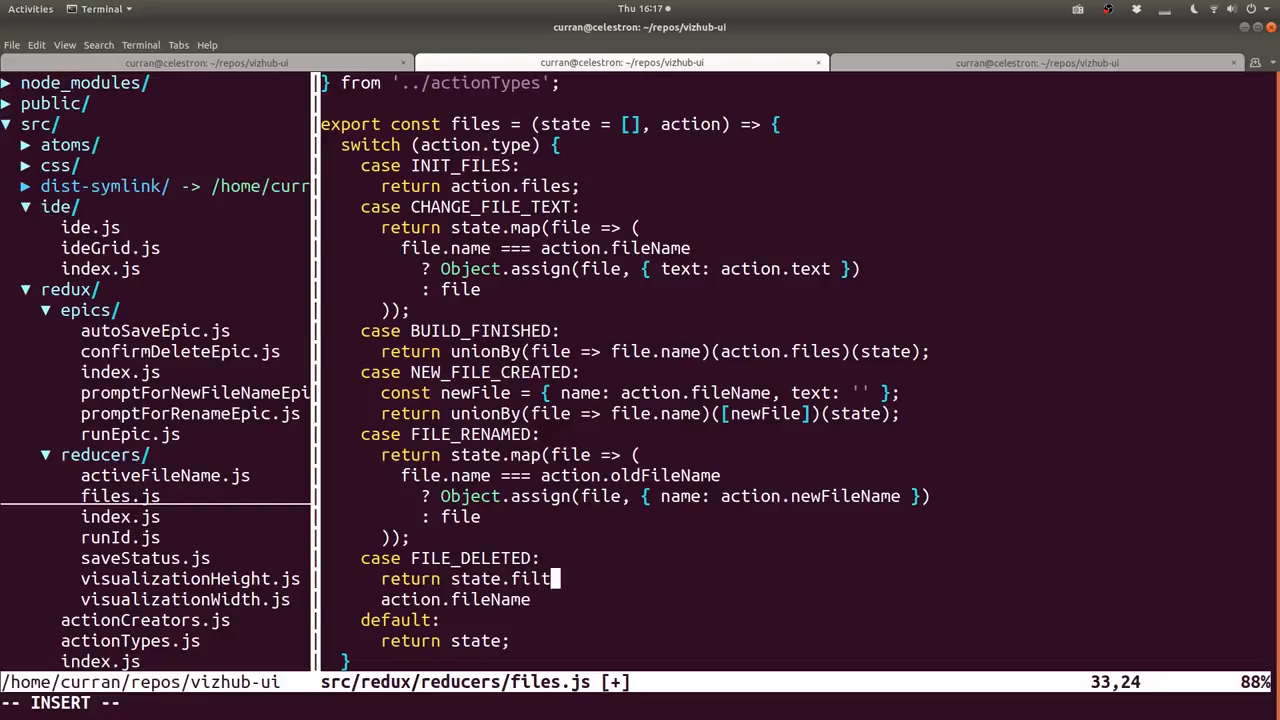 Activities Terminal Thu 16:17
curran@celestron: ~/repos/vizhub-ui
File Edit View Search Terminal Tabs Help
curran@celestron: ~/repos/vizhub-ui × curran@celestron: ~/repos/vizhub-ui × curran@celestron: ~/repos/vizhub-ui ×
▶ node_modules/
▶ public/
▼ src/
▶ atoms/
▶ css/
▶ dist-symlink/ -> /home/curr
▼ ide/
ide.js
ideGrid.js
index.js
▼ redux/
▼ epics/
autoSaveEpic.js
confirmDeleteEpic.js
index.js
promptForNewFileNameEpi
promptForRenameEpic.js
runEpic.js
▼ reducers/
activeFileName.js
files.js
index.js
runId.js
saveStatus.js
visualizationHeight.js
visualizationWidth.js
actionCreators.js
actionTypes.js
index.js
/home/curran/repos/vizhub-ui
} from '../actionTypes';
export const files = (state = [], action) => {
switch (action.type) {
case INIT_FILES:
return action.files;
case CHANGE_FILE_TEXT:
return state.map(file => (
file.name === action.fileName
? Object.assign(file, { text: action.text })
: file
));
case BUILD_FINISHED:
return unionBy(file => file.name)(action.files)(state);
case NEW_FILE_CREATED:
const newFile = { name: action.fileName, text: '' };
return unionBy(file => file.name)([newFile])(state);
case FILE_RENAMED:
return state.map(file => (
file.name === action.oldFileName
? Object.assign(file, { name: action.newFileName })
: file
));
case FILE_DELETED:
return state.filt
action.fileName
default:
return state;
}
src/redux/reducers/files.js [+] 33,24 88%
-- INSERT --